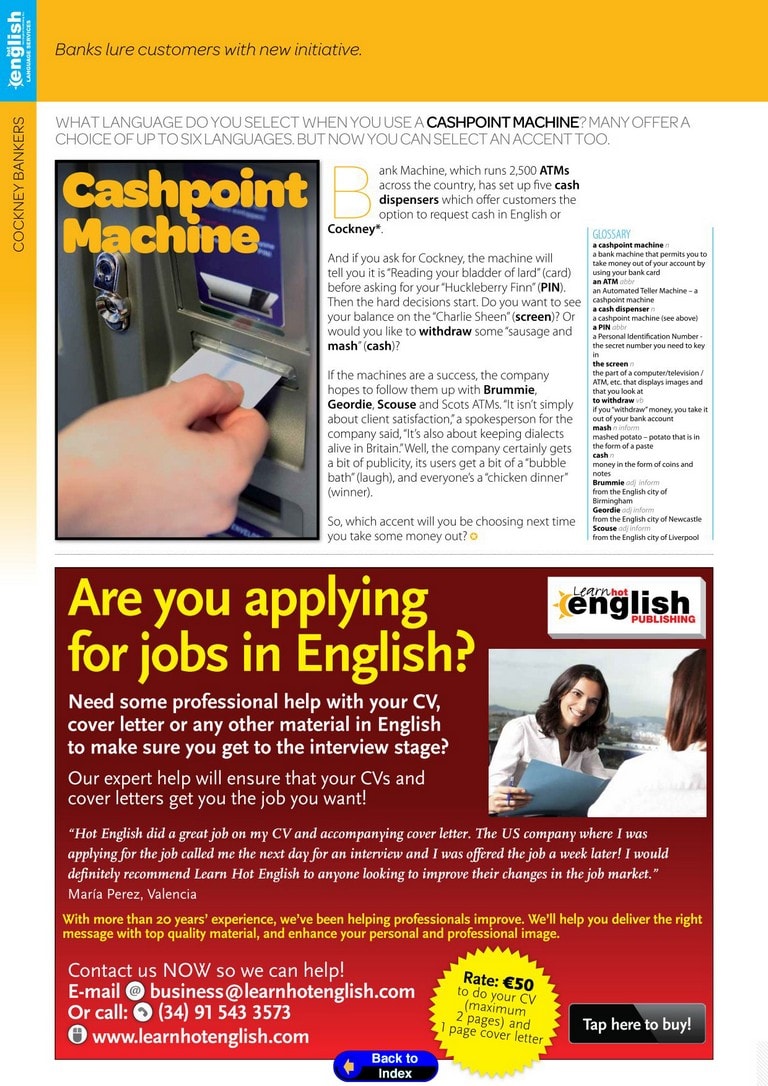 hot
english
LANGUAGE SERVICES
Banks lure customers with new initiative.
COCKNEY BANKERS
WHAT LANGUAGE DO YOU SELECT WHEN YOU USE A CASHPOINT MACHINE? MANY OFFER A
CHOICE OF UP TO SIX LANGUAGES. BUT NOW YOU CAN SELECT AN ACCENT TOO.
Cashpoint
Machine
Bank Machine, which runs 2,500 ATMs
across the country, has set up five cash
dispensers which offer customers the
option to request cash in English or
Cockney*.
And if you ask for Cockney, the machine will
tell you it is “Reading your bladder of lard” (card)
before asking for your “Huckleberry Finn” (PIN).
Then the hard decisions start. Do you want to see
your balance on the “Charlie Sheen” (screen)? Or
would you like to withdraw some “sausage and
mash” (cash)?
If the machines are a success, the company
hopes to follow them up with Brummie,
Geordie, Scouse and Scots ATMs. “It isn’t simply
about client satisfaction,” a spokesperson for the
company said, “It’s also about keeping dialects
alive in Britain.” Well, the company certainly gets
a bit of publicity, its users get a bit of a “bubble
bath” (laugh), and everyone’s a “chicken dinner”
(winner).
So, which accent will you be choosing next time
you take some money out?
GLOSSARY
a cashpoint machine n
a bank machine that permits you to
take money out of your account by
using your bank card
an ATM abbr
an Automated Teller Machine – a
cashpoint machine
a cash dispenser n
a cashpoint machine (see above)
a PIN abbr
a Personal Identification Number -
the secret number you need to key
in
the screen n
the part of a computer/television /
ATM, etc. that displays images and
that you look at
to withdraw vb
if you “withdraw” money, you take it
out of your bank account
mash n inform
mashed potato – potato that is in
the form of a paste
cash n
money in the form of coins and
notes
Brummie adj inform
from the English city of
Birmingham
Geordie adj inform
from the English city of Newcastle
Scouse adj inform
from the English city of Liverpool
Are you applying
for jobs in English?
Learn hot
english
PUBLISHING
Need some professional help with your CV,
cover letter or any other material in English
to make sure you get to the interview stage?
Our expert help will ensure that your CVs and
cover letters get you the job you want!
“Hot English did a great job on my CV and accompanying cover letter. The US company where I was
applying for the job called me the next day for an interview and I was offered the job a week later! I would
definitely recommend Learn Hot English to anyone looking to improve their changes in the job market.”
María Perez, Valencia
With more than 20 years’ experience, we’ve been helping professionals improve. We’ll help you deliver the right
message with top quality material, and enhance your personal and professional image.
Contact us NOW so we can help!
E-mail @ business@learnhotenglish.com
Or call: (34) 91 543 3573
www.learnhotenglish.com
Rate: €50
to do your CV
(maximum
2 pages) and
1 page cover letter
Tap here to buy!
Back to
Index